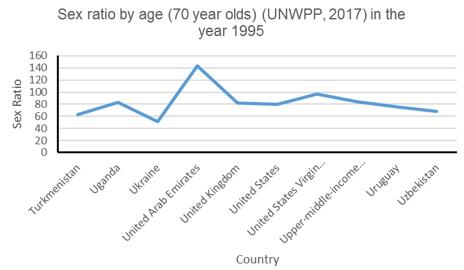 Sex ratio by age (70 year olds) (UNWPP, 2017) in the
year 1995
160
140
120
100
80
60
40
20
0
Sex Ratio
Turkmenistan
Uganda
Ukraine
United Arab Emirates
United Kingdom
United States
United States Virgin...
Upper-middle-income...
Uruguay
Uzbekistan
Country